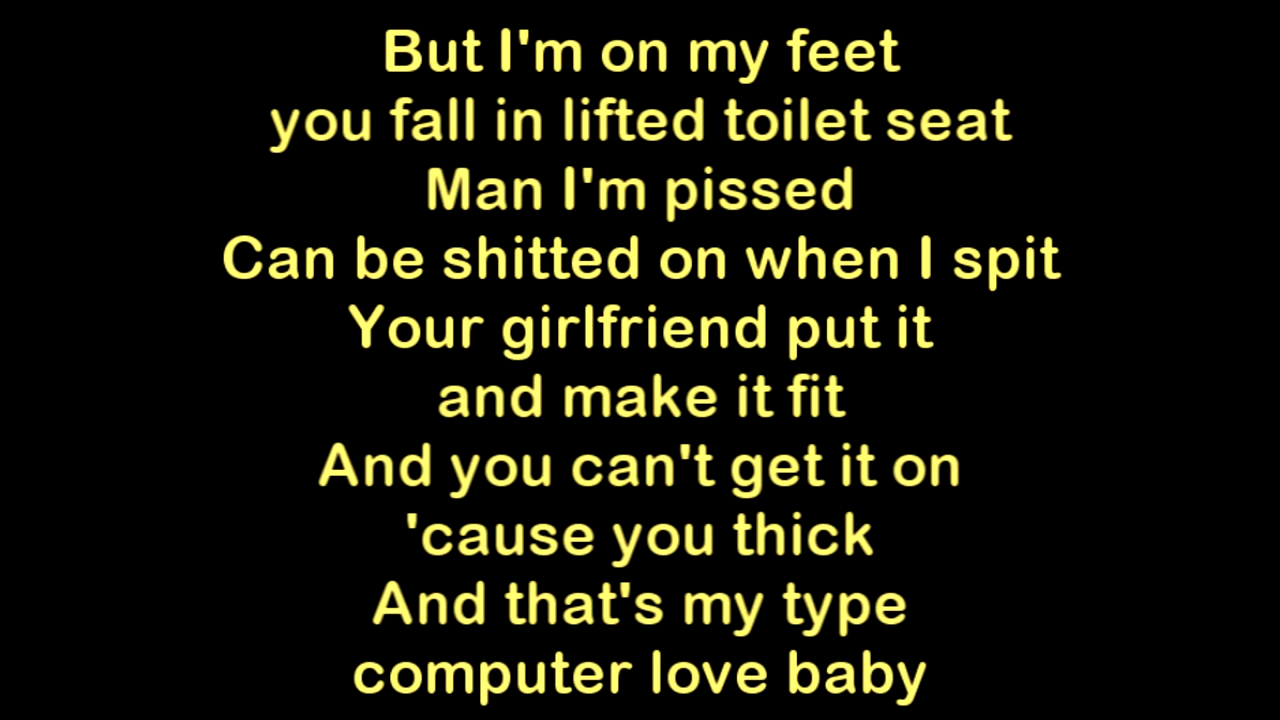 But I'm on my feet
you fall in lifted toilet seat
Man I'm pissed
Can be shitted on when I spit
Your girlfriend put it
and make it fit
And you can't get it on
'cause you thick
And that's my type
computer love baby